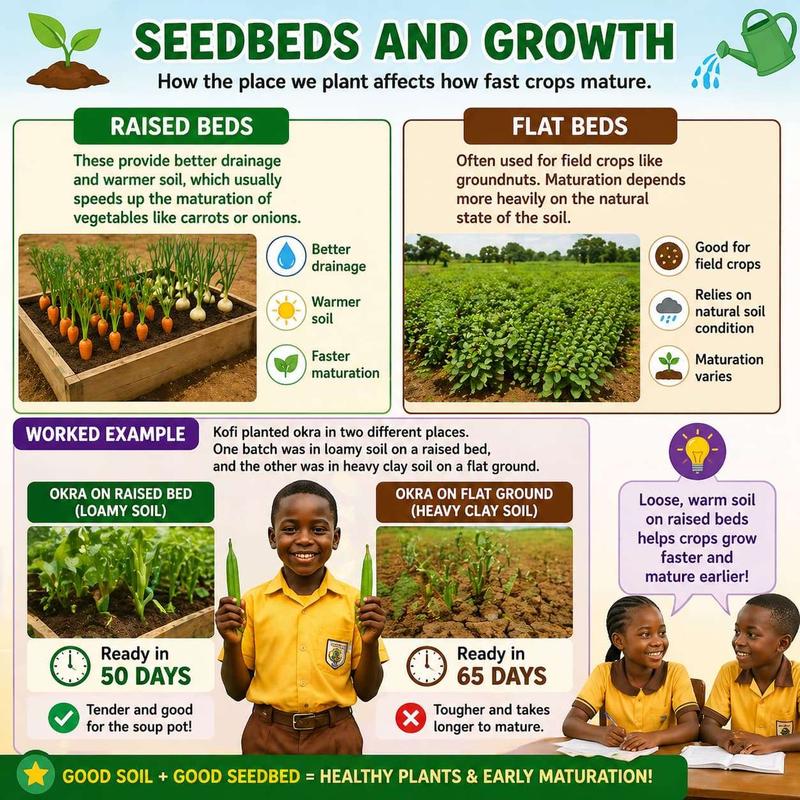 SEEDBEDS AND GROWTH
How the place we plant affects how fast crops mature.
RAISED BEDS
These provide better drainage
and warmer soil, which usually
speeds up the maturation of
vegetables like carrots or onions.
Better
drainage
Warmer
soil
Faster
maturation
FLAT BEDS
Often used for field crops like
groundnuts. Maturation depends
more heavily on the natural
state of the soil.
Good for
field crops
Relies on
natural soil
condition
Maturation
varies
WORKED EXAMPLE
Kofi planted okra in two different places.
One batch was in loamy soil on a raised bed,
and the other was in heavy clay soil on a flat ground.
OKRA ON RAISED BED
(LOAMY SOIL)
Ready in
50 DAYS
Tender and good
for the soup pot!
OKRA ON FLAT GROUND
(HEAVY CLAY SOIL)
Ready in
65 DAYS
Tougher and takes
longer to mature.
Loose, warm soil
on raised beds
helps crops grow
faster and
mature earlier!
GOOD SOIL + GOOD SEEDBED = HEALTHY PLANTS & EARLY MATURATION!